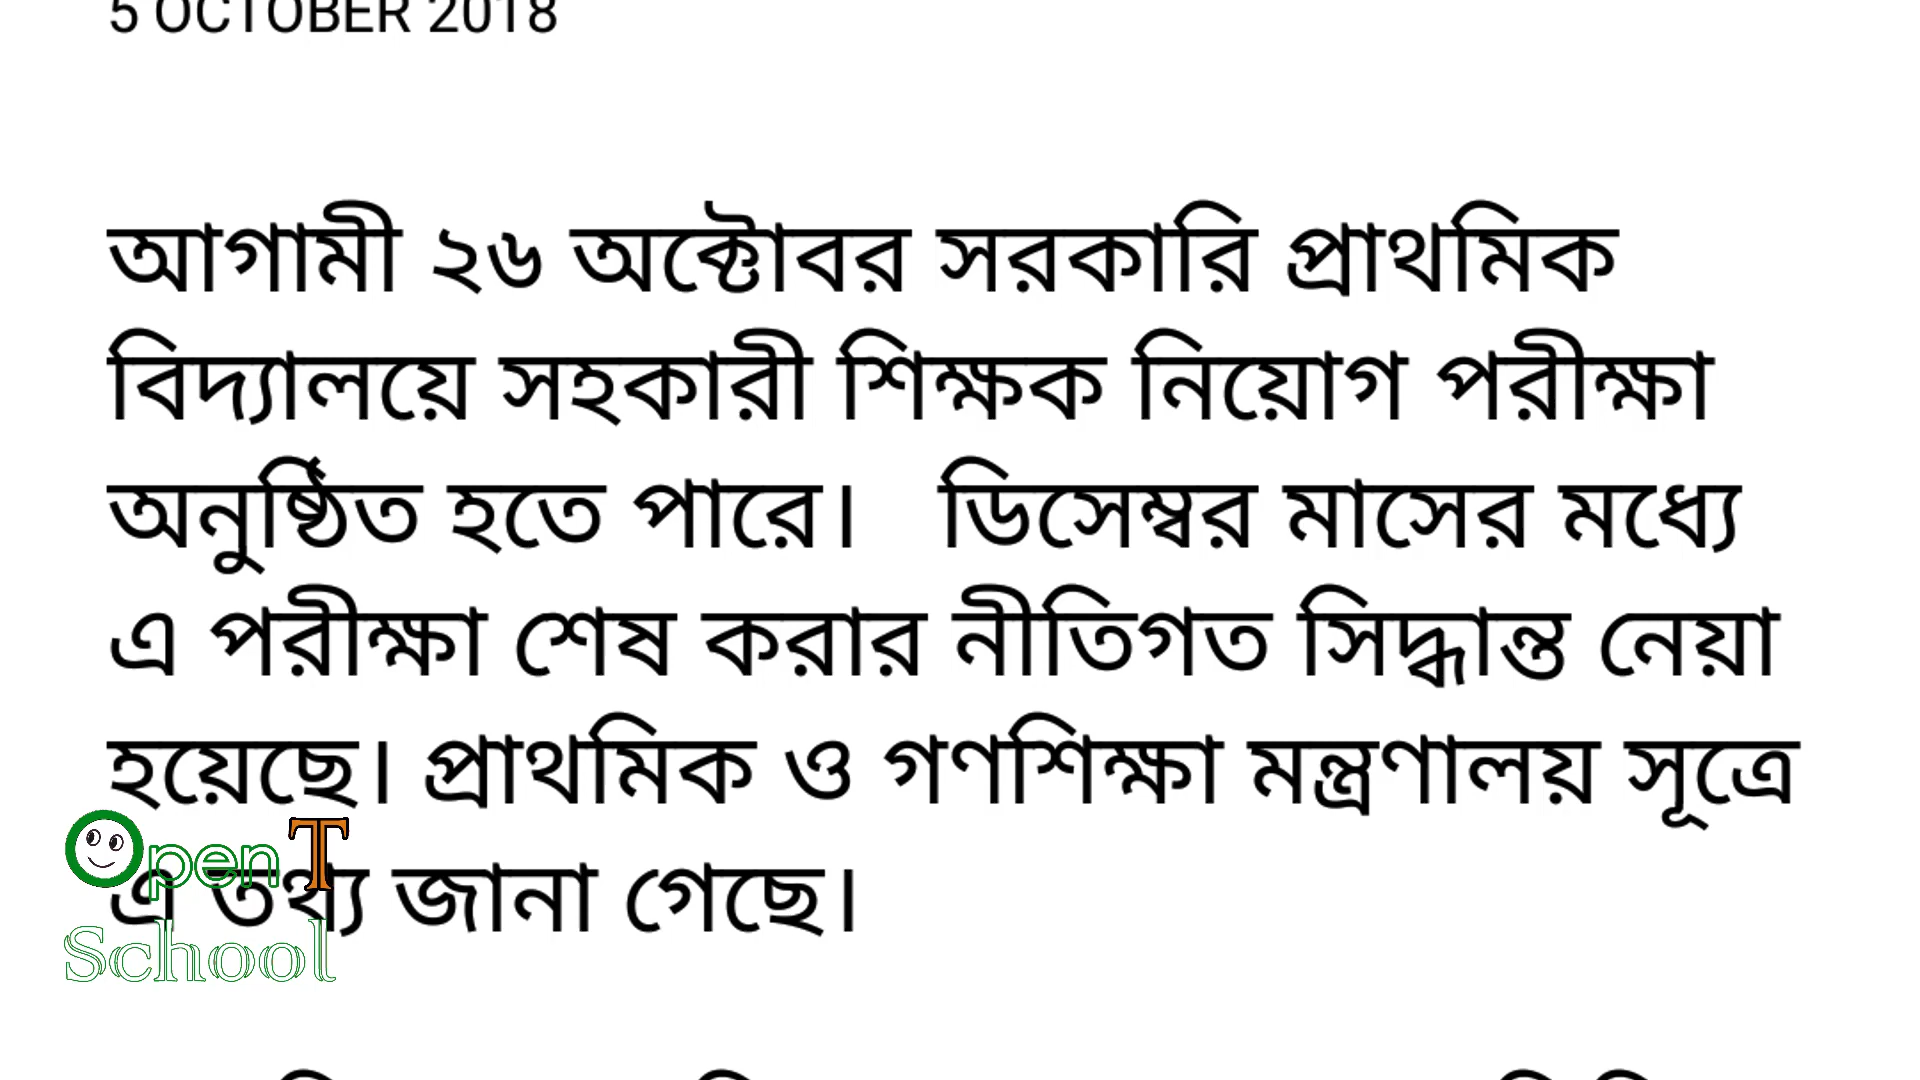 5 OCTOBER 2018
আগামী ২৬ অক্টোবর সরকারি প্রাথমিক
বিদ্যালয়ে সহকারী শিক্ষক নিয়োগ পরীক্ষা
অনুষ্ঠিত হতে পারে।   ডিসেম্বর মাসের মধ্যে
এ পরীক্ষা শেষ করার নীতিগত সিদ্ধান্ত নেয়া
হয়েছে। প্রাথমিক ও গণশিক্ষা মন্ত্রণালয় সূত্রে
এ তথ্য জানা গেছে।
Open T
School